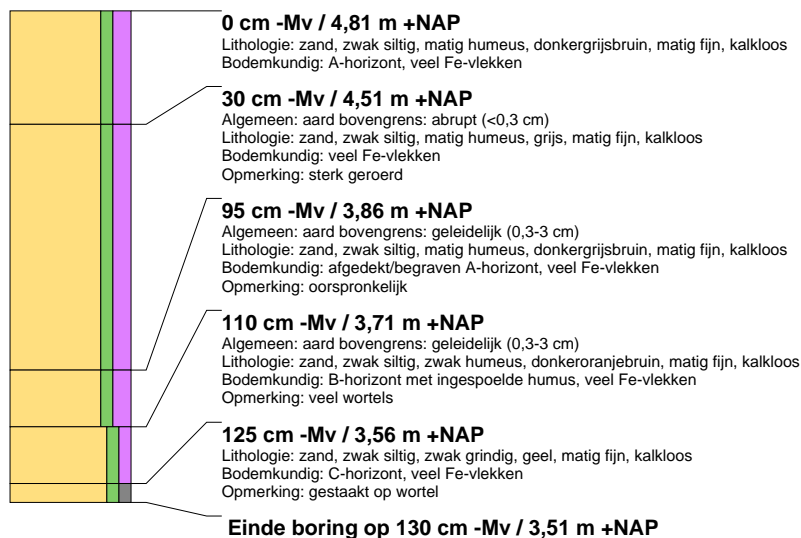 0 cm -Mv / 4,81 m +NAP
Lithologie: zand, zwak siltig, matig humeus, donkergrijsbruin, matig fijn, kalkloos
Bodemkundig: A-horizont, veel Fe-vlekken
30 cm -Mv / 4,51 m +NAP
Algemeen: aard bovengrens: abrupt (<0,3 cm)
Lithologie: zand, zwak siltig, matig humeus, grijs, matig fijn, kalkloos
Bodemkundig: veel Fe-vlekken
Opmerking: sterk geroerd
95 cm -Mv / 3,86 m +NAP
Algemeen: aard bovengrens: geleidelijk (0,3-3 cm)
Lithologie: zand, zwak siltig, matig humeus, donkergrijsbruin, matig fijn, kalkloos
Bodemkundig: afgedekt/begraven A-horizont, veel Fe-vlekken
Opmerking: oorspronkelijk
110 cm -Mv / 3,71 m +NAP
Algemeen: aard bovengrens: geleidelijk (0,3-3 cm)
Lithologie: zand, zwak siltig, zwak humeus, donkeroranjebruin, matig fijn, kalkloos
Bodemkundig: B-horizont met ingespoelde humus, veel Fe-vlekken
Opmerking: veel wortels
125 cm -Mv / 3,56 m +NAP
Lithologie: zand, zwak siltig, zwak grindig, geel, matig fijn, kalkloos
Bodemkundig: C-horizont, veel Fe-vlekken
Opmerking: gestaakt op wortel
Einde boring op 130 cm -Mv / 3,51 m +NAP